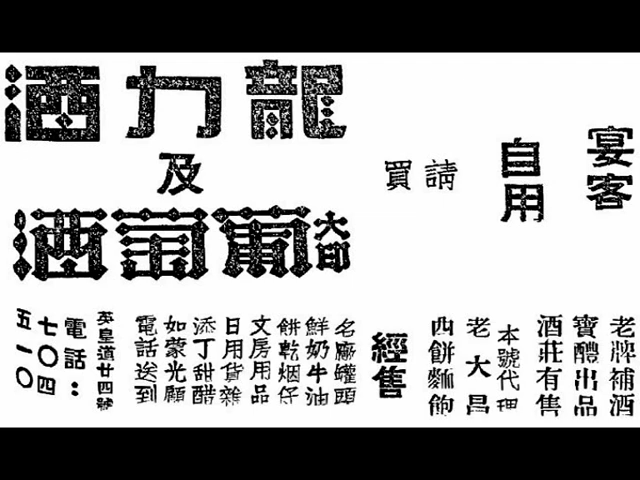 宴客
自用
請買
龍力酒
及
大印葡萄酒
老牌補酒
寶醴出品
酒莊有售
本號代理
老大昌
西餅麵飽
經售
名廠罐頭
鮮奶牛油
餅乾烟仔
文房用品
日用貨雜
添丁甜醋
如蒙光顧
電話送到
英皇道廿四號
電話：
七〇四
五一〇